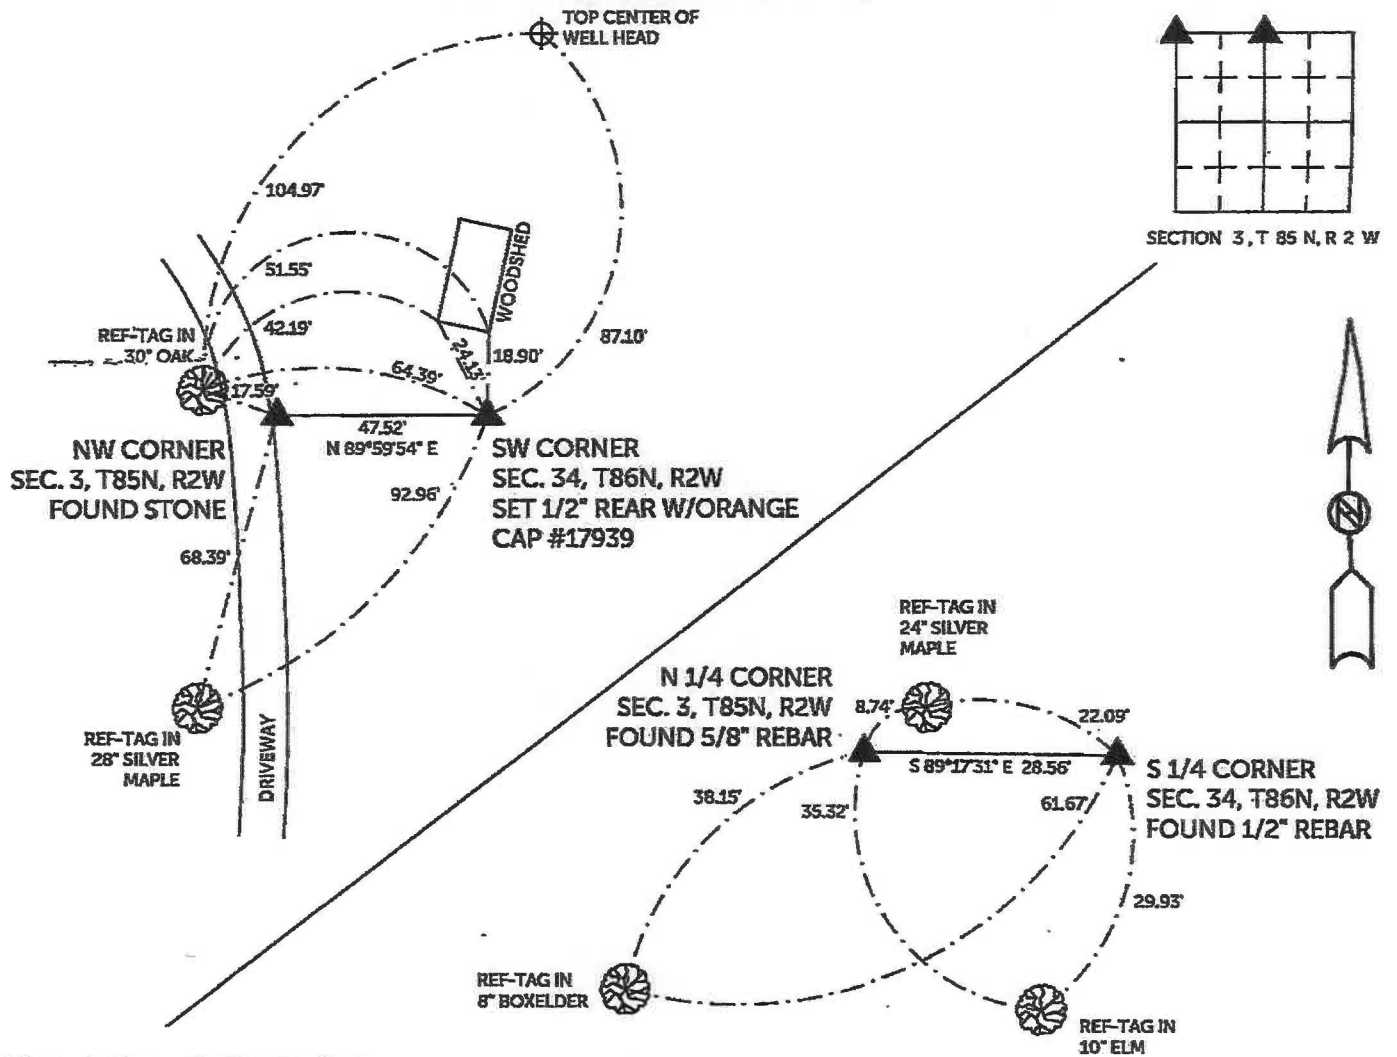 TOP CENTER OF
WELL HEAD
SECTION 3, T 85 N, R 2 W
104.97'
51.55'
WOODSHED
42.19'
REF-TAG IN
30" OAK
24.13'
18.90'
87.10'
64.39'
17.59'
47.52'
N 89°59'54" E
NW CORNER
SEC. 3, T85N, R2W
FOUND STONE
SW CORNER
SEC. 34, T86N, R2W
SET 1/2" REAR W/ORANGE
CAP #17939
92.96'
68.39'
REF-TAG IN
28" SILVER
MAPLE
DRIVEWAY
N
REF-TAG IN
24" SILVER
MAPLE
N 1/4 CORNER
SEC. 3, T85N, R2W
FOUND 5/8" REBAR
8.74'
22.09'
S 89°17'31" E 28.56'
S 1/4 CORNER
SEC. 34, T86N, R2W
FOUND 1/2" REBAR
38.15'
35.32'
61.67'
29.93'
REF-TAG IN
8" BOXELDER
REF-TAG IN
10" ELM